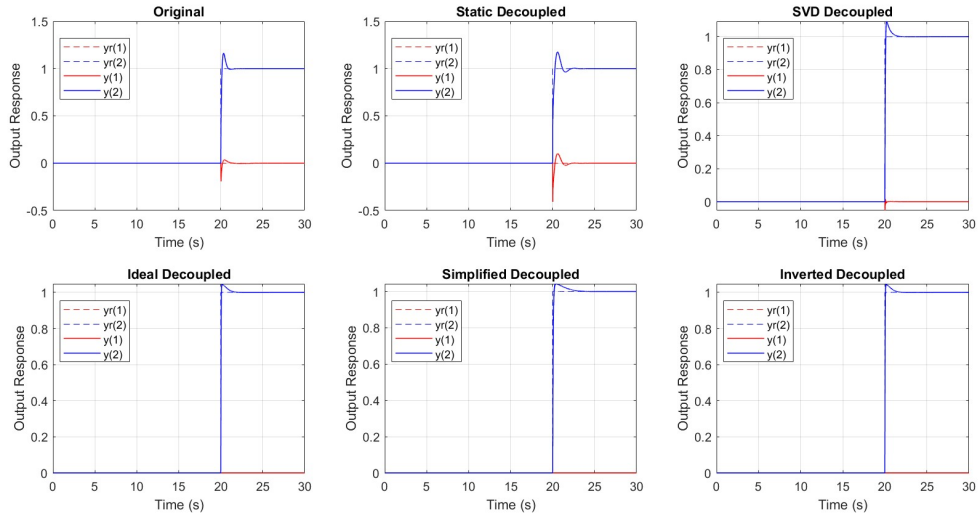 Original
1.5
1
0.5
0
-0.5
0 5 10 15 20 25 30
Time (s)
Output Response
yr(1)
yr(2)
y(1)
y(2)
Static Decoupled
1.5
1
0.5
0
-0.5
0 5 10 15 20 25 30
Time (s)
Output Response
yr(1)
yr(2)
y(1)
y(2)
SVD Decoupled
1
0.8
0.6
0.4
0.2
0
0 5 10 15 20 25 30
Time (s)
Output Response
yr(1)
yr(2)
y(1)
y(2)
Ideal Decoupled
1
0.8
0.6
0.4
0.2
0
0 5 10 15 20 25 30
Time (s)
Output Response
yr(1)
yr(2)
y(1)
y(2)
Simplified Decoupled
1
0.8
0.6
0.4
0.2
0
0 5 10 15 20 25 30
Time (s)
Output Response
yr(1)
yr(2)
y(1)
y(2)
Inverted Decoupled
1
0.8
0.6
0.4
0.2
0
0 5 10 15 20 25 30
Time (s)
Output Response
yr(1)
yr(2)
y(1)
y(2)